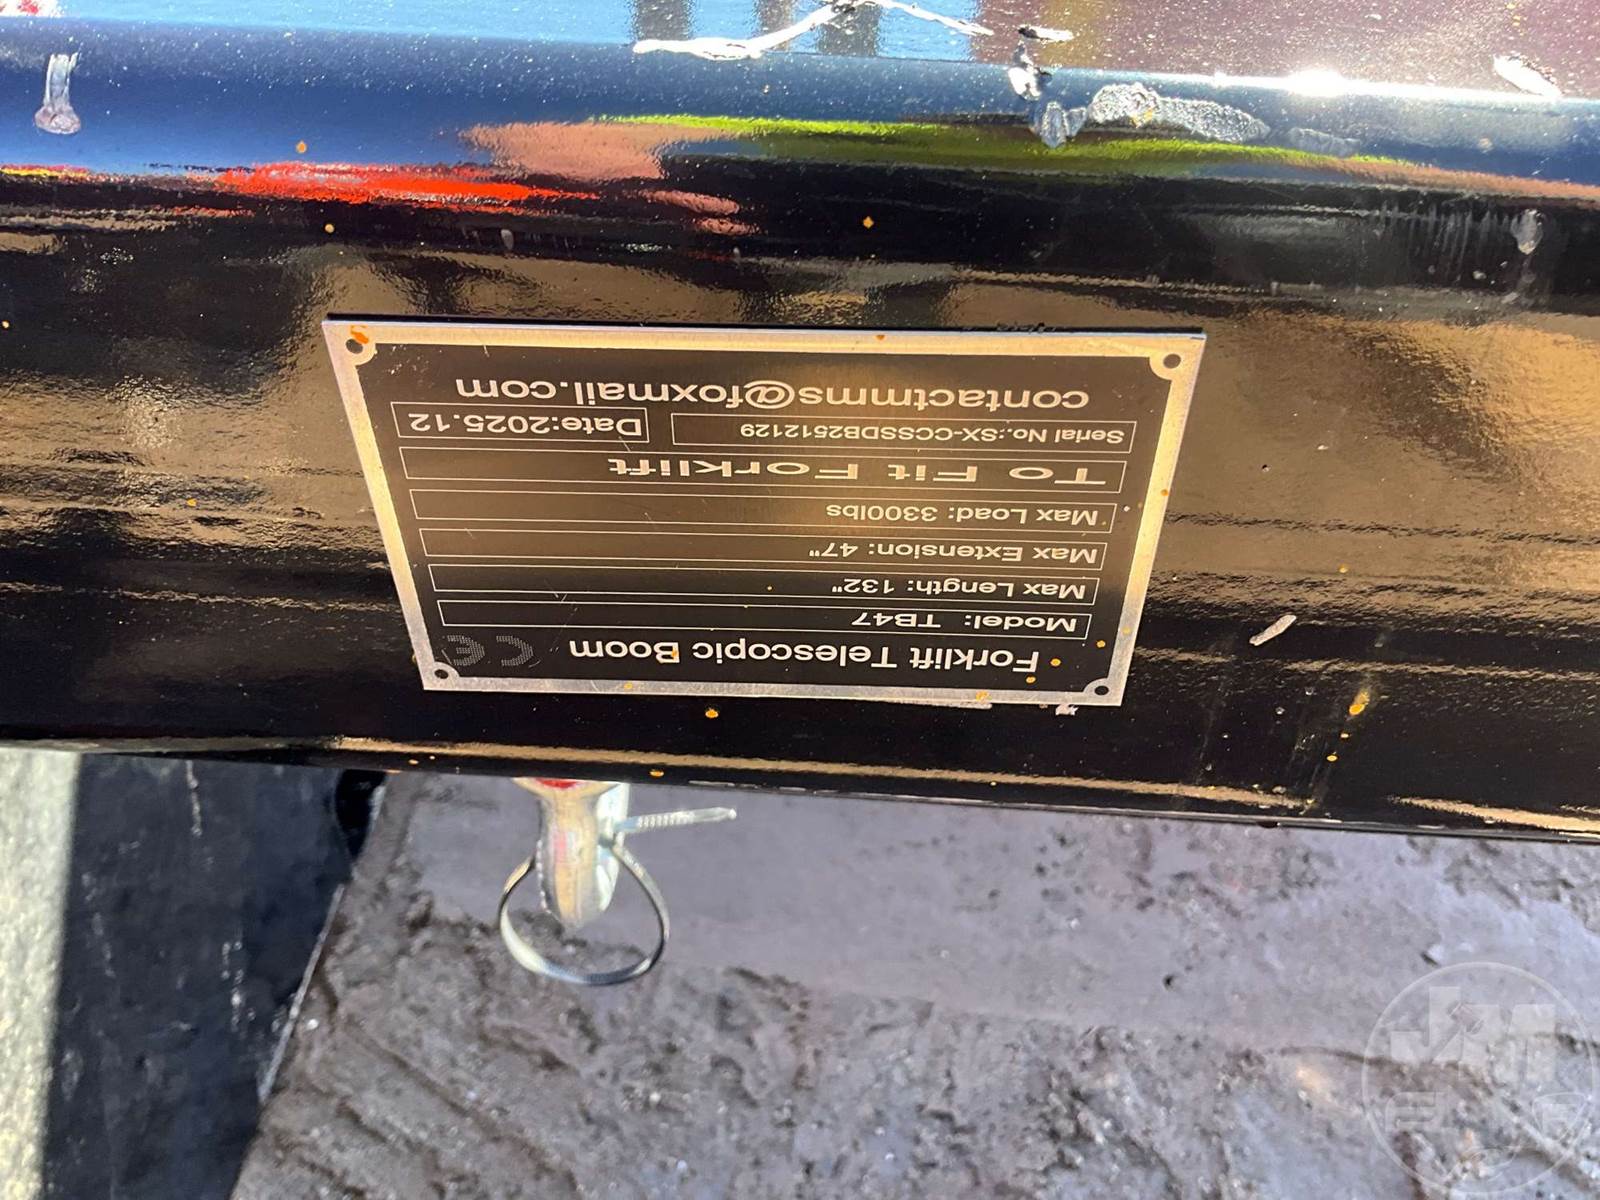 Forklift Telescopic Boom CE
Model: TB47
Max Length: 132"
Max Extension: 47"
Max Load: 3300lbs
To Fit Forklift
Serial No.:SX-CCSSDB2512129 Date:2025.12
contactmms@foxmail.com